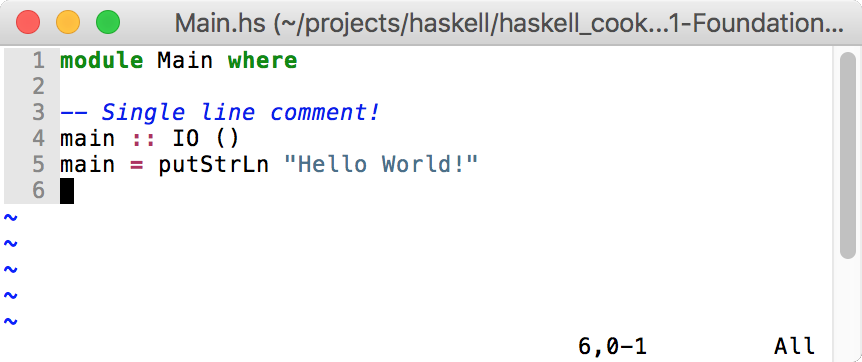 Main.hs (~/projects/haskell/haskell_cook...1-Foundation...
1 module Main where
2
3 -- Single line comment!
4 main :: IO ()
5 main = putStrLn "Hello World!"
6
~
~
~
~
~
6,0-1 All